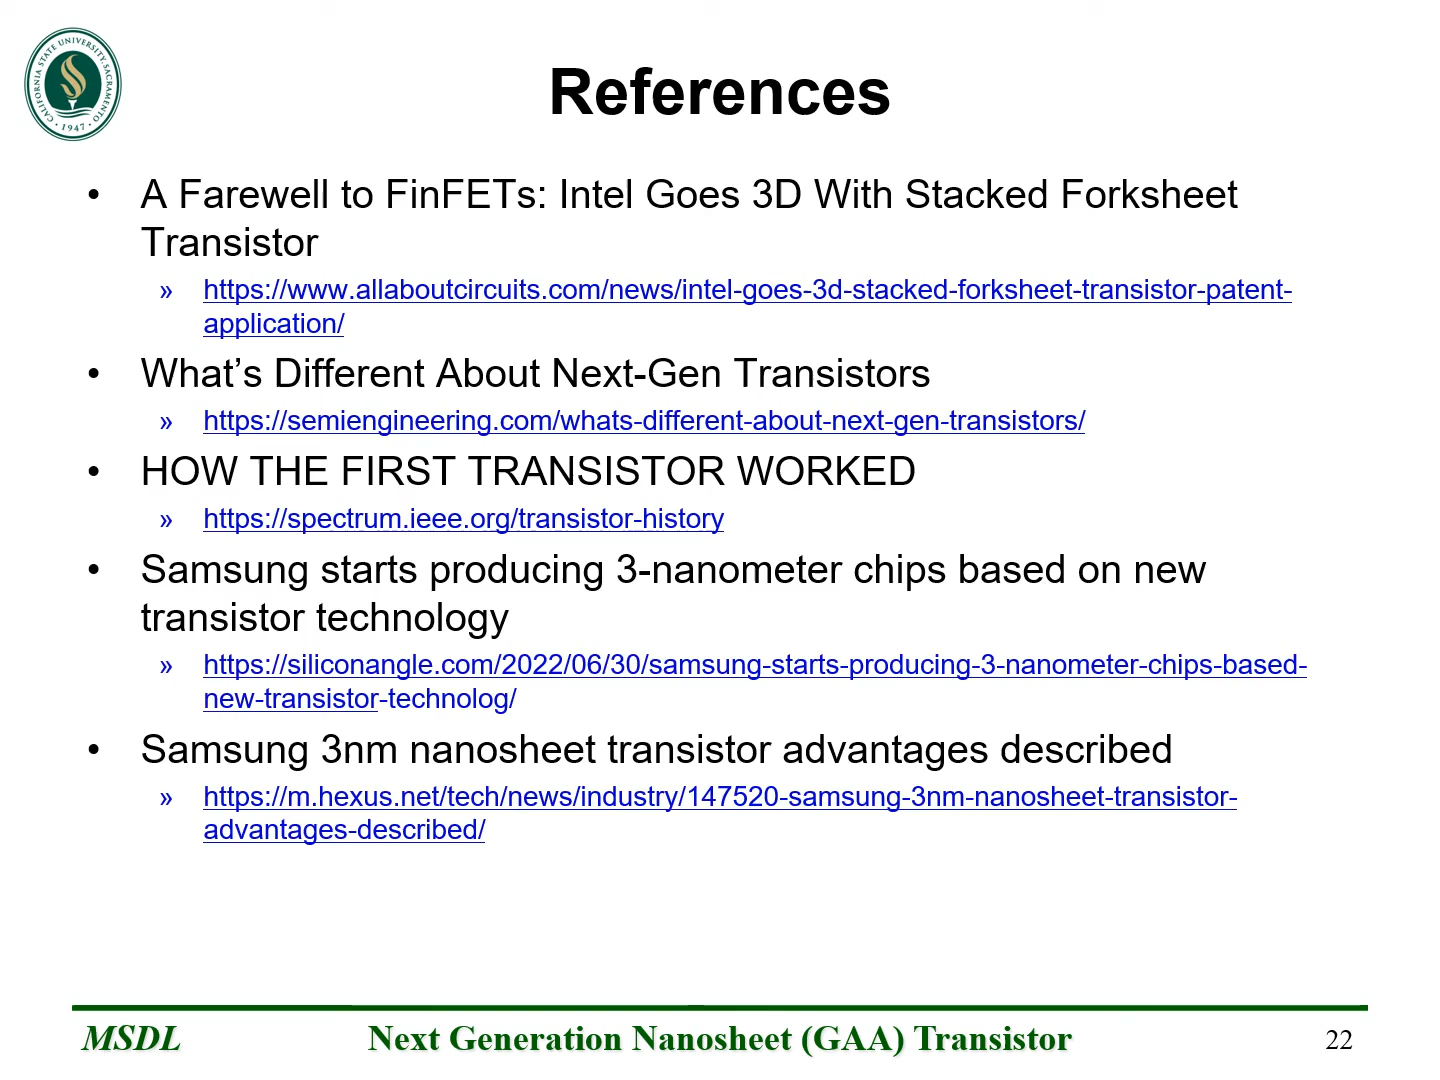 CALIFORNIA STATE UNIVERSITY, SACRAMENTO
• 1947 •
References
• A Farewell to FinFETs: Intel Goes 3D With Stacked Forksheet
Transistor
» https://www.allaboutcircuits.com/news/intel-goes-3d-stacked-forksheet-transistor-patent-
application/
• What’s Different About Next-Gen Transistors
» https://semiengineering.com/whats-different-about-next-gen-transistors/
• HOW THE FIRST TRANSISTOR WORKED
» https://spectrum.ieee.org/transistor-history
• Samsung starts producing 3-nanometer chips based on new
transistor technology
» https://siliconangle.com/2022/06/30/samsung-starts-producing-3-nanometer-chips-based-
new-transistor-technolog/
• Samsung 3nm nanosheet transistor advantages described
» https://m.hexus.net/tech/news/industry/147520-samsung-3nm-nanosheet-transistor-
advantages-described/
MSDL
Next Generation Nanosheet (GAA) Transistor
22